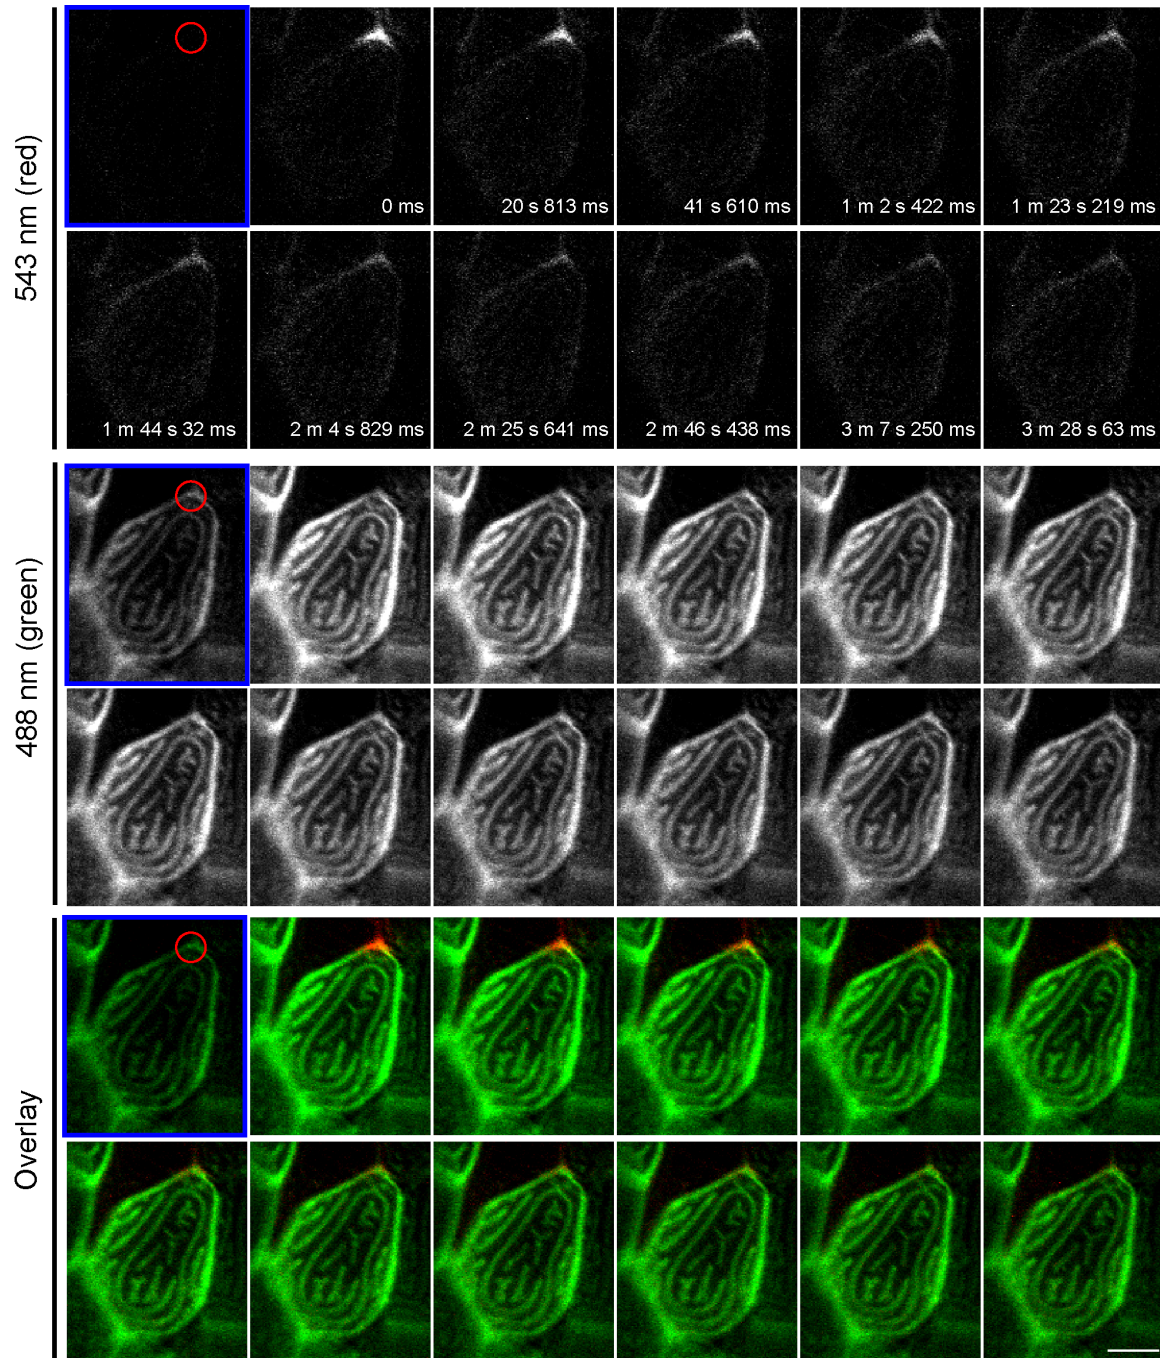 543 nm (red)
0 ms
20 s 813 ms
41 s 610 ms
1 m 2 s 422 ms
1 m 23 s 219 ms
1 m 44 s 32 ms
2 m 4 s 829 ms
2 m 25 s 641 ms
2 m 46 s 438 ms
3 m 7 s 250 ms
3 m 28 s 63 ms
488 nm (green)
Overlay